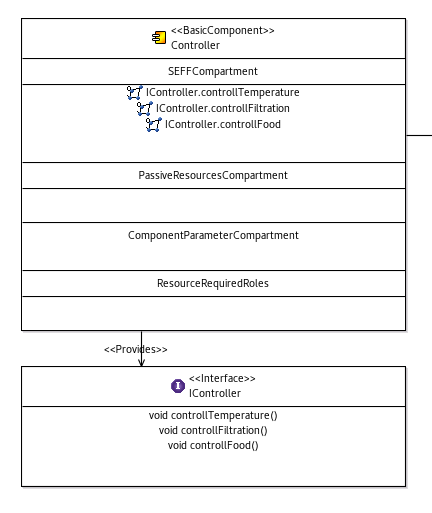 <<BasicComponent>>
Controller
SEFFCompartment
IController.controllTemperature
IController.controllFiltration
IController.controllFood
PassiveResourcesCompartment
ComponentParameterCompartment
ResourceRequiredRoles
<<Provides>>
I <<Interface>>
IController
void controllTemperature()
void controllFiltration()
void controllFood()